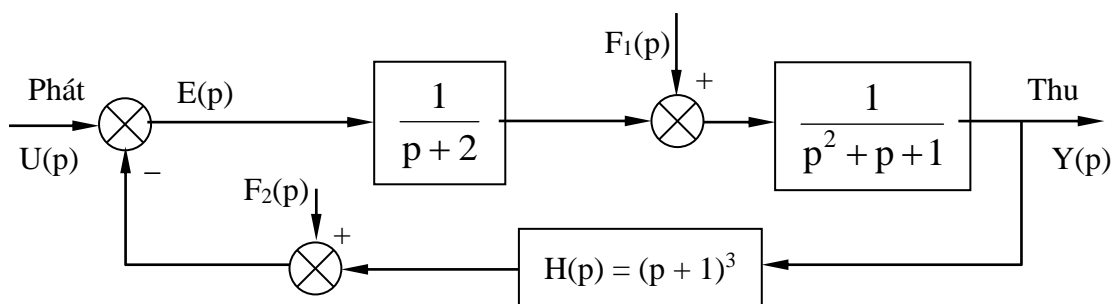 F₁(p)
Phát
E(p)
1
p + 2
+
1
p² + p + 1
Thu
U(p)
Y(p)
−
F₂(p)
+
H(p) = (p + 1)³